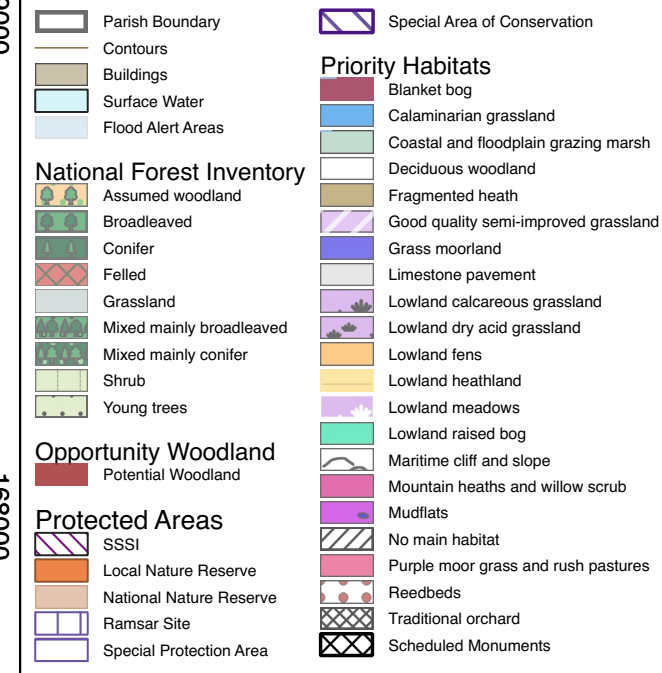 Parish Boundary
Contours
Buildings
Surface Water
Flood Alert Areas
National Forest Inventory
Assumed woodland
Broadleaved
Conifer
Felled
Grassland
Mixed mainly broadleaved
Mixed mainly conifer
Shrub
Young trees
Opportunity Woodland
Potential Woodland
Protected Areas
SSSI
Local Nature Reserve
National Nature Reserve
Ramsar Site
Special Protection Area
Special Area of Conservation
Priority Habitats
Blanket bog
Calaminarian grassland
Coastal and floodplain grazing marsh
Deciduous woodland
Fragmented heath
Good quality semi-improved grassland
Grass moorland
Limestone pavement
Lowland calcareous grassland
Lowland dry acid grassland
Lowland fens
Lowland heathland
Lowland meadows
Lowland raised bog
Maritime cliff and slope
Mountain heaths and willow scrub
Mudflats
No main habitat
Purple moor grass and rush pastures
Reedbeds
Traditional orchard
Scheduled Monuments